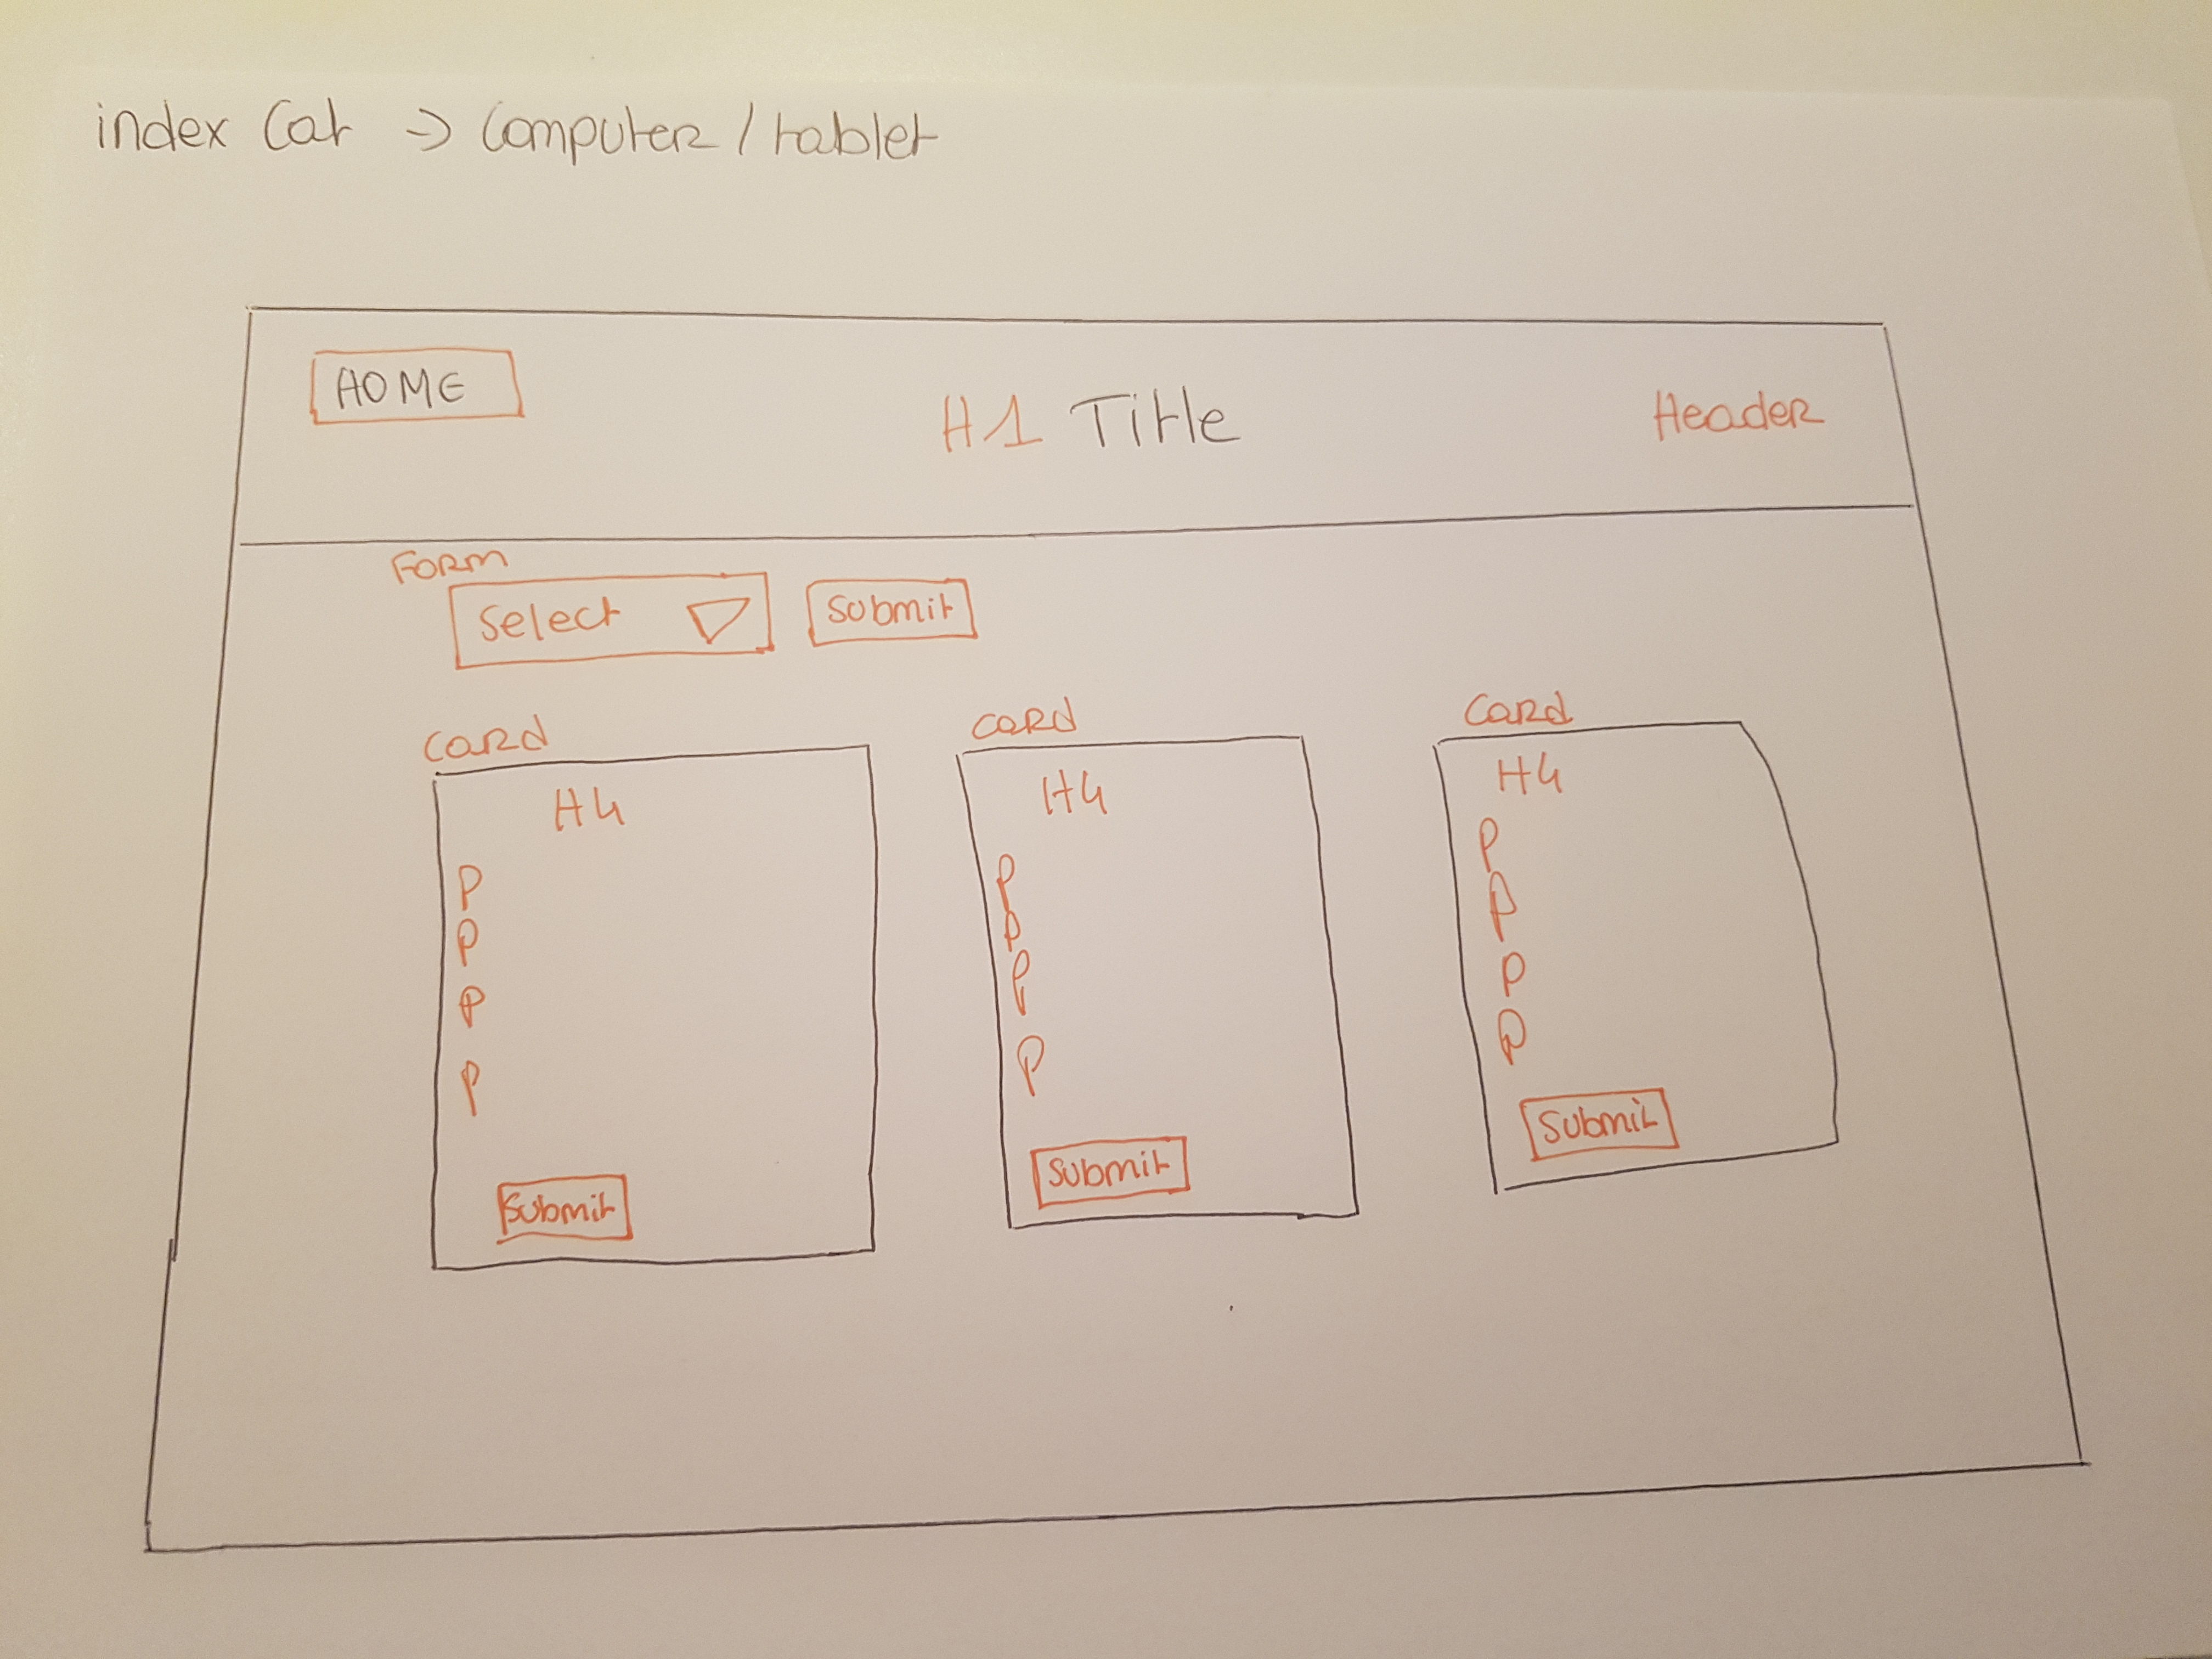 index Cat → Computer / tablet
HOME
H1 Title
Header
Form
Select
Submit
Card
H4
P
P
P
P
Submit
Card
H4
P
P
P
P
Submit
Card
H4
P
P
P
P
Submit